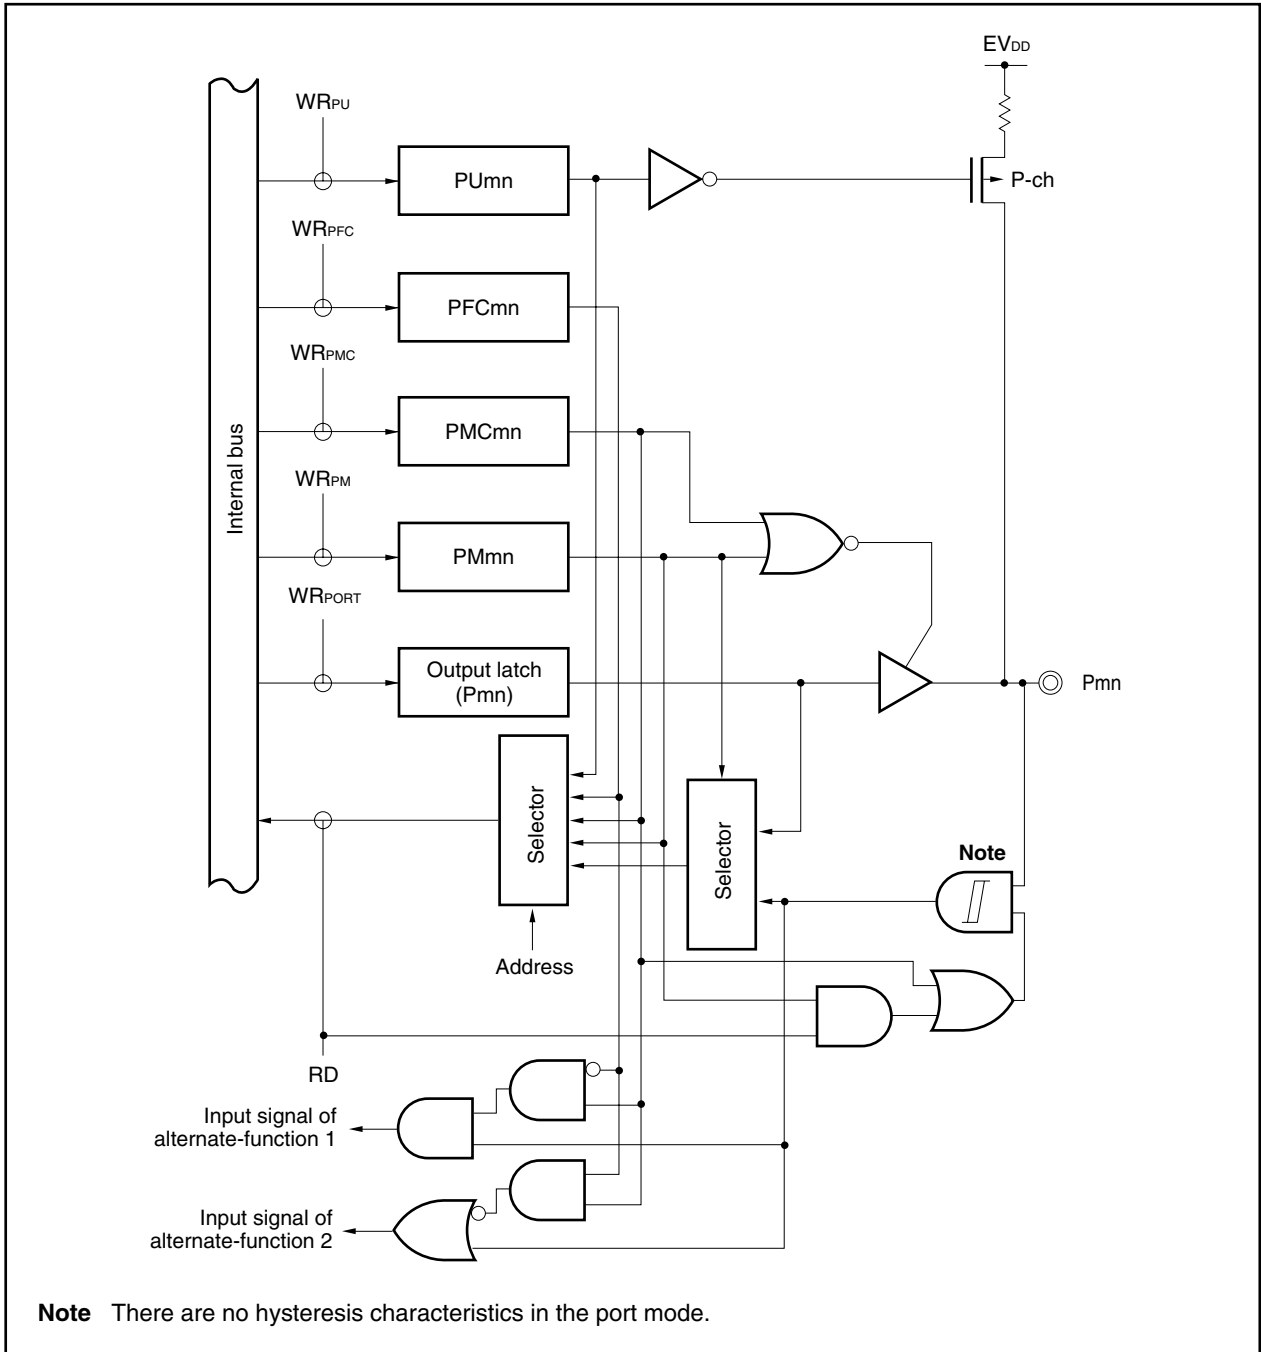 EVDD
WRPU
PUmn
P-ch
WRPFC
PFCmn
WRPMC
PMCmn
Internal bus
WRPM
PMmn
WRPORT
Output latch
(Pmn)
Pmn
Selector
Selector
Note
Address
RD
Input signal of
alternate-function 1
Input signal of
alternate-function 2
Note There are no hysteresis characteristics in the port mode.